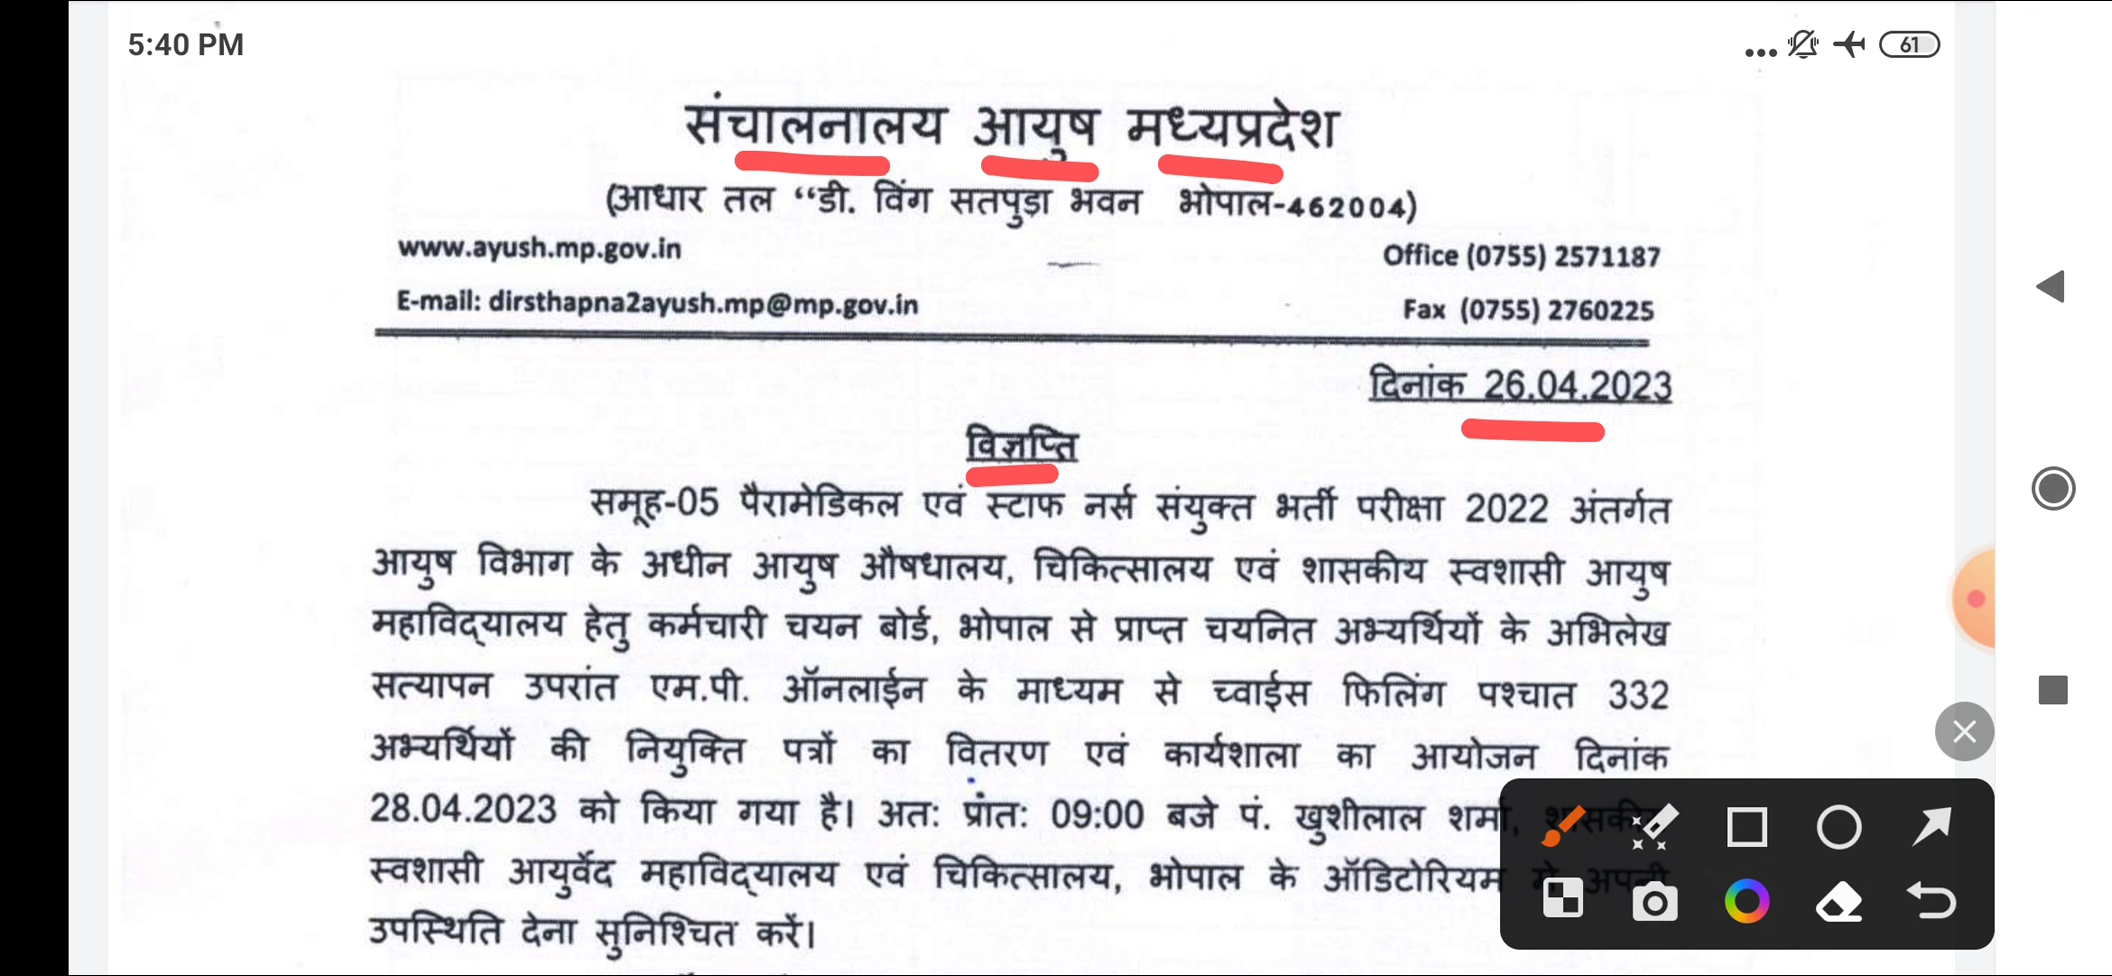 5:40 PM
61
संचालनालय आयुष मध्यप्रदेश
(आधार तल “डी. विंग सतपुड़ा भवन भोपाल-462004)
www.ayush.mp.gov.in
Office (0755) 2571187
E-mail: dirsthapna2ayush.mp@mp.gov.in
Fax (0755) 2760225
दिनांक 26.04.2023
विज्ञप्ति
समूह-05 पैरामेडिकल एवं स्टाफ नर्स संयुक्त भर्ती परीक्षा 2022 अंतर्गत
आयुष विभाग के अधीन आयुष औषधालय, चिकित्सालय एवं शासकीय स्वशासी आयुष
महाविद्यालय हेतु कर्मचारी चयन बोर्ड, भोपाल से प्राप्त चयनित अभ्यर्थियों के अभिलेख
सत्यापन उपरांत एम.पी. ऑनलाईन के माध्यम से च्वाईस फिलिंग पश्चात 332
अभ्यर्थियों की नियुक्ति पत्रों का वितरण एवं कार्यशाला का आयोजन दिनांक
28.04.2023 को किया गया है। अत: प्रांत: 09:00 बजे पं. खुशीलाल शर्मा, शासकीय
स्वशासी आयुर्वेद महाविद्यालय एवं चिकित्सालय, भोपाल के ऑडिटोरियम मे अपनी
उपस्थिति देना सुनिश्चित करें।